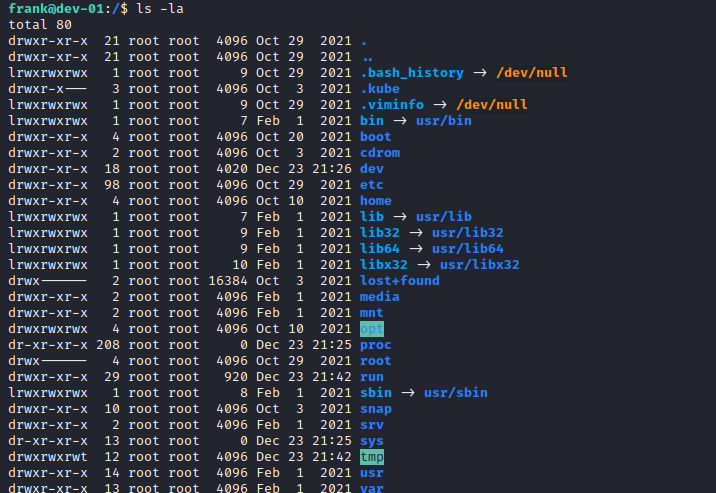 frank@dev-01:/$ ls -la
total 80
drwxr-xr-x  21 root root  4096 Oct 29  2021 .
drwxr-xr-x  21 root root  4096 Oct 29  2021 ..
lrwxrwxrwx   1 root root     9 Oct 29  2021 .bash_history -> /dev/null
drwxr-x---   3 root root  4096 Oct  3  2021 .kube
lrwxrwxrwx   1 root root     9 Oct 29  2021 .viminfo -> /dev/null
lrwxrwxrwx   1 root root     7 Feb  1  2021 bin -> usr/bin
drwxr-xr-x   4 root root  4096 Oct 20  2021 boot
drwxr-xr-x   2 root root  4096 Oct  3  2021 cdrom
drwxr-xr-x  18 root root  4020 Dec 23 21:26 dev
drwxr-xr-x  98 root root  4096 Oct 29  2021 etc
drwxr-xr-x   4 root root  4096 Oct 10  2021 home
lrwxrwxrwx   1 root root     7 Feb  1  2021 lib -> usr/lib
lrwxrwxrwx   1 root root     9 Feb  1  2021 lib32 -> usr/lib32
lrwxrwxrwx   1 root root     9 Feb  1  2021 lib64 -> usr/lib64
lrwxrwxrwx   1 root root    10 Feb  1  2021 libx32 -> usr/libx32
drwx------   2 root root 16384 Oct  3  2021 lost+found
drwxr-xr-x   2 root root  4096 Feb  1  2021 media
drwxr-xr-x   2 root root  4096 Feb  1  2021 mnt
drwxrwxrwx   4 root root  4096 Oct 10  2021 opt
dr-xr-xr-x 208 root root     0 Dec 23 21:25 proc
drwx------   4 root root  4096 Oct 29  2021 root
drwxr-xr-x  29 root root   920 Dec 23 21:42 run
lrwxrwxrwx   1 root root     8 Feb  1  2021 sbin -> usr/sbin
drwxr-xr-x  10 root root  4096 Oct  3  2021 snap
drwxr-xr-x   2 root root  4096 Feb  1  2021 srv
dr-xr-xr-x  13 root root     0 Dec 23 21:25 sys
drwxrwxrwt  12 root root  4096 Dec 23 21:42 tmp
drwxr-xr-x  14 root root  4096 Feb  1  2021 usr
drwxr-xr-x  13 root root  4096 Feb  1  2021 var